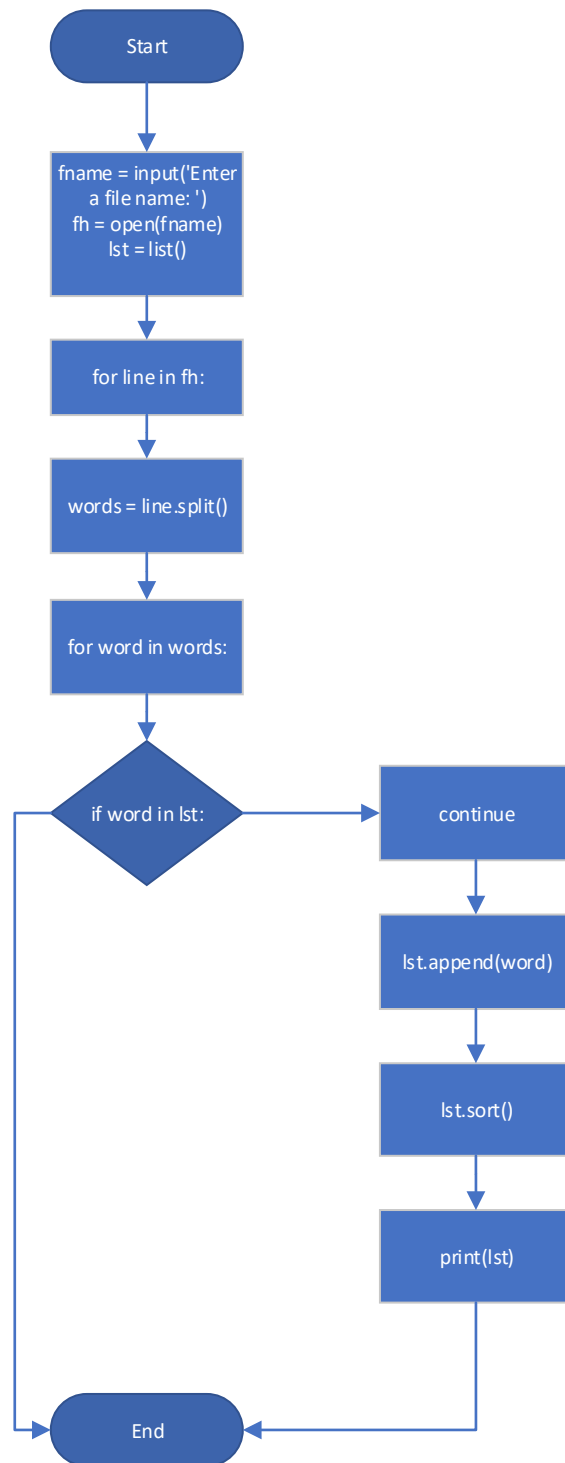 Start
fname = input('Enter
a file name: ')
fh = open(fname)
lst = list()
for line in fh:
words = line.split()
for word in words:
if word in lst:
continue
lst.append(word)
lst.sort()
print(lst)
End